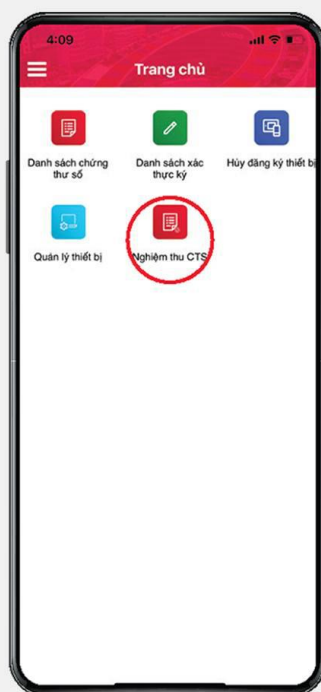 4:09
Trang chủ
Danh sách chứng
thư số
Danh sách xác
thực ký
Hủy đăng ký thiết bị
Quản lý thiết bị
Nghiệm thu CTS